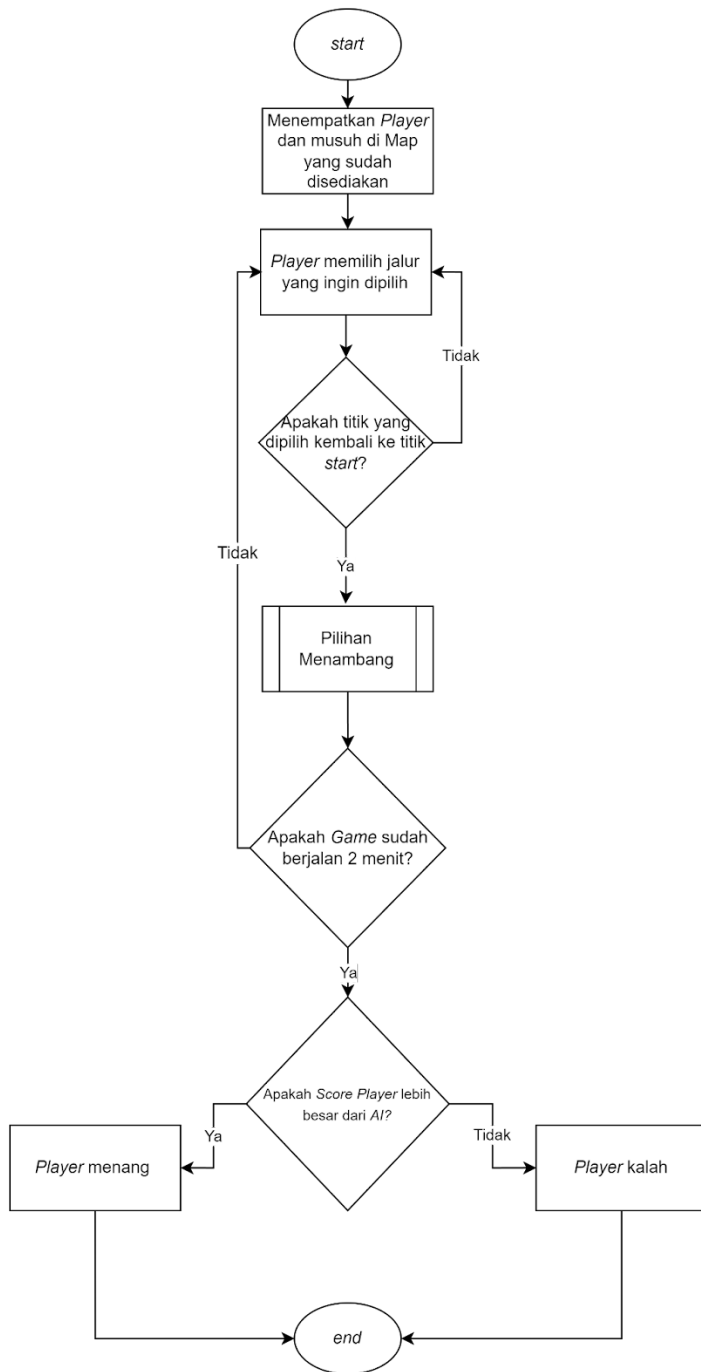 start
Menempatkan Player
dan musuh di Map
yang sudah
disediakan
Player memilih jalur
yang ingin dipilih
Tidak
Apakah titik yang
dipilih kembali ke titik
start?
Tidak
Ya
Pilihan
Menambang
Apakah Game sudah
berjalan 2 menit?
Ya
Apakah Score Player lebih
besar dari AI?
Ya
Tidak
Player menang
Player kalah
end